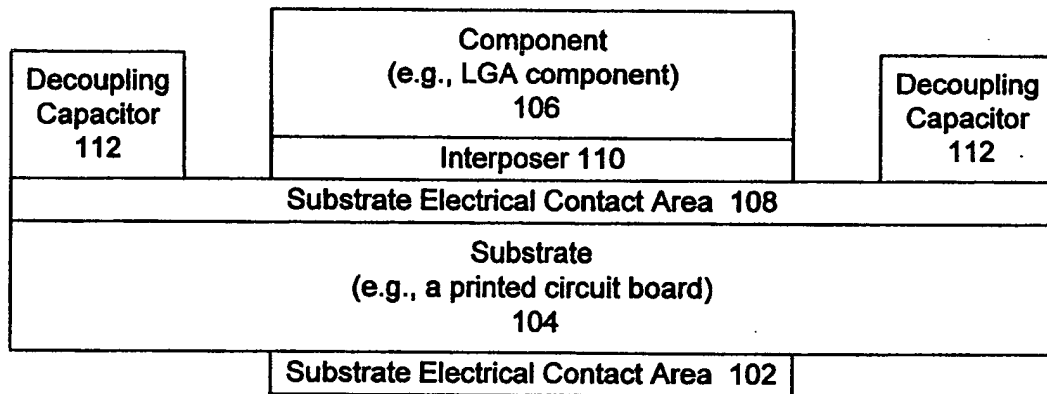 Component
(e.g., LGA component)
106
Decoupling
Capacitor
112
Decoupling
Capacitor
112
Interposer 110
Substrate Electrical Contact Area 108
Substrate
(e.g., a printed circuit board)
104
Substrate Electrical Contact Area 102